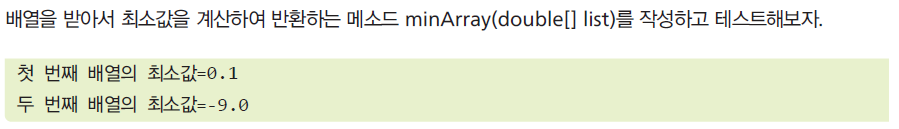 배열을 받아서 최소값을 계산하여 반환하는 메소드 minArray(double[] list)를 작성하고 테스트해보자.
첫 번째 배열의 최소값=0.1
두 번째 배열의 최소값=-9.0